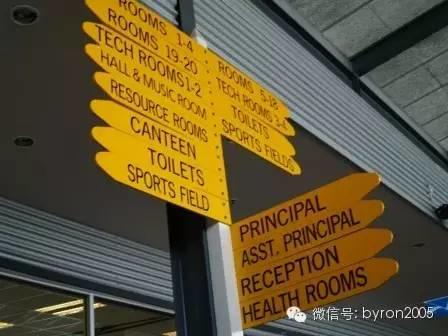 ROOMS 1-4
ROOMS 19-20
TECH ROOMS 1-2
HALL & MUSIC ROOM
RESOURCE ROOMS
CANTEEN
TOILETS
SPORTS FIELD
ROOMS 5-18
TECH ROOMS 3-4
TOILETS
SPORTS FIELD
PRINCIPAL
ASST. PRINCIPAL
RECEPTION
HEALTH ROOMS
微信号: byron2005